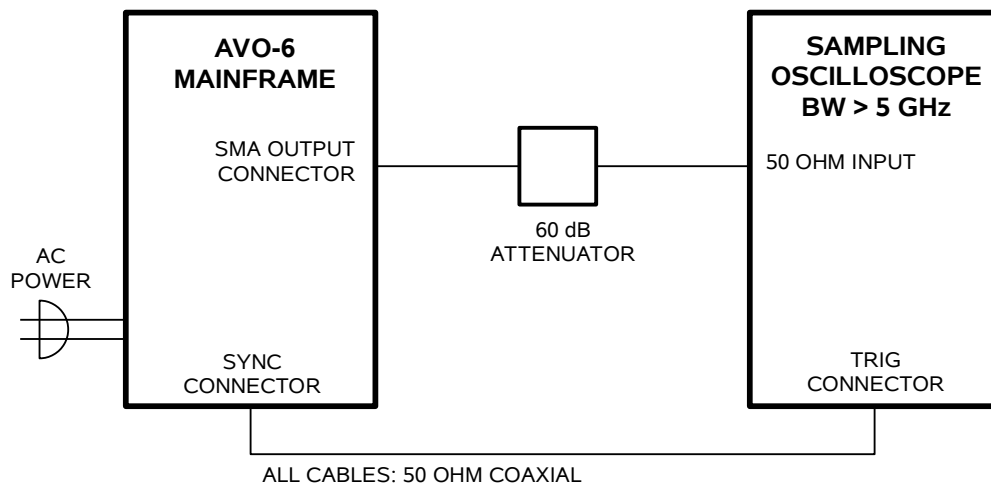 AVO-6
MAINFRAME
SMA OUTPUT
CONNECTOR
AC
POWER
SYNC
CONNECTOR
60 dB
ATTENUATOR
SAMPLING
OSCILLOSCOPE
BW > 5 GHz
50 OHM INPUT
TRIG
CONNECTOR
ALL CABLES: 50 OHM COAXIAL